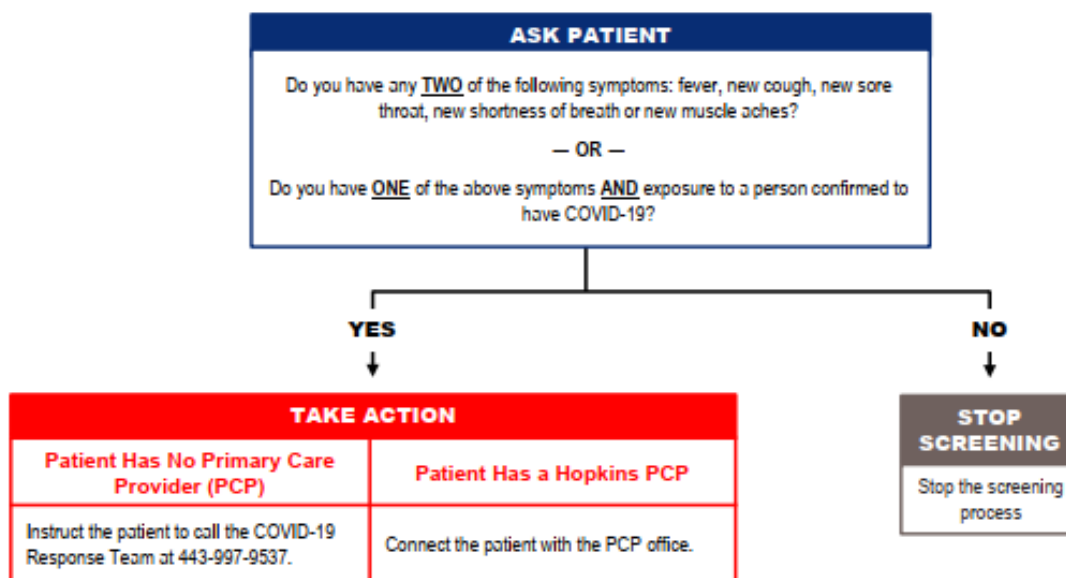 ASK PATIENT
Do you have any TWO of the following symptoms: fever, new cough, new sore
throat, new shortness of breath or new muscle aches?
— OR —
Do you have ONE of the above symptoms AND exposure to a person confirmed to
have COVID-19?
YES
NO
TAKE ACTION
Patient Has No Primary Care
Provider (PCP)
Patient Has a Hopkins PCP
Instruct the patient to call the COVID-19
Response Team at 443-997-9537.
Connect the patient with the PCP office.
STOP
SCREENING
Stop the screening
process